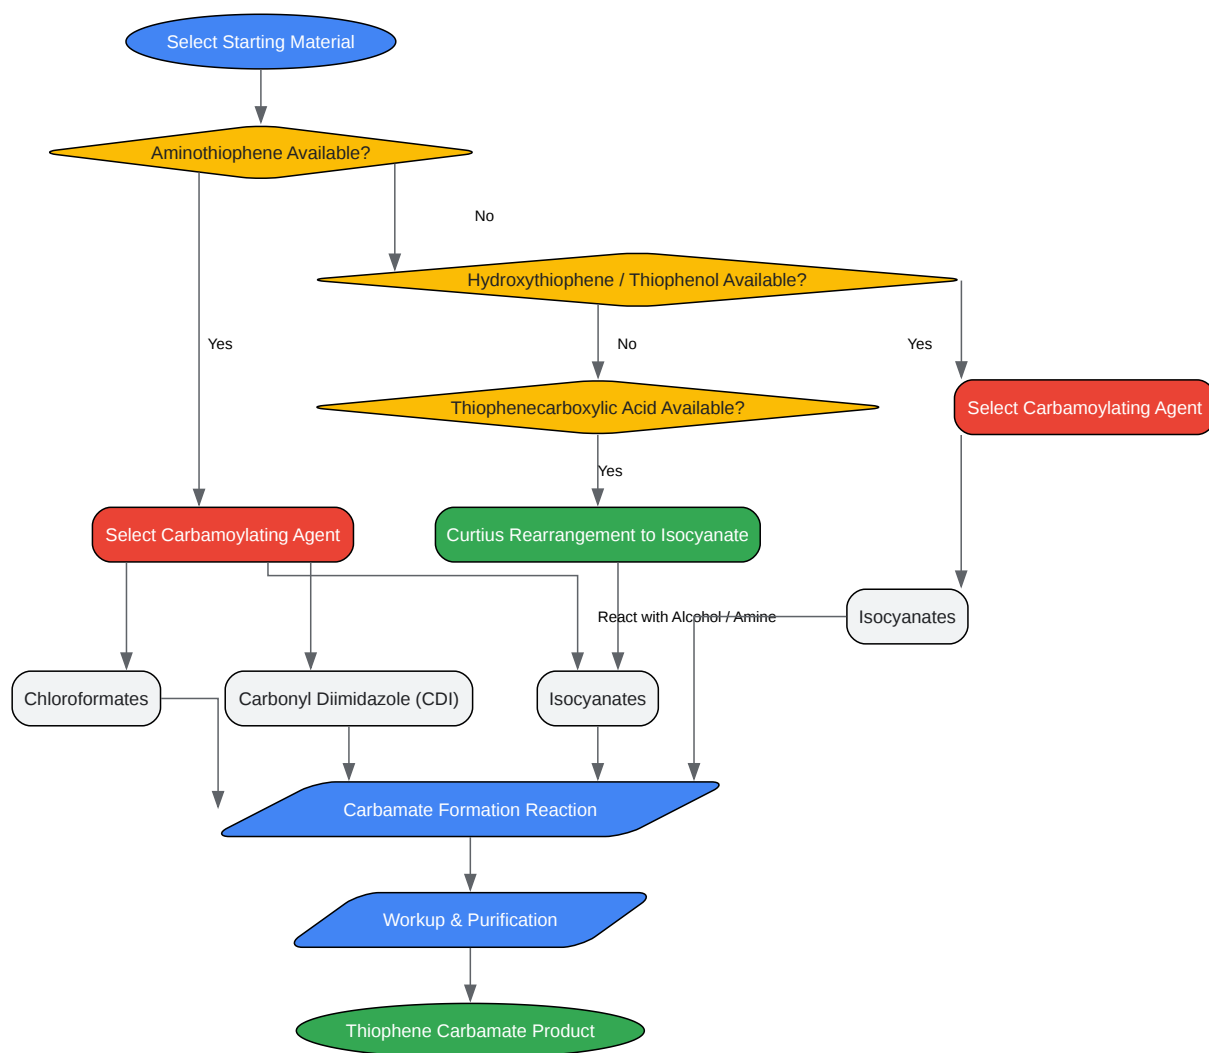 Select Starting Material
Aminothiophene Available?
No
Hydroxythiophene / Thiophenol Available?
Yes
No
Yes
Thiophenecarboxylic Acid Available?
Select Carbamoylating Agent
Yes
Select Carbamoylating Agent
Curtius Rearrangement to Isocyanate
React with Alcohol / Amine
Isocyanates
Chloroformates
Carbonyl Diimidazole (CDI)
Isocyanates
Carbamate Formation Reaction
Workup & Purification
Thiophene Carbamate Product